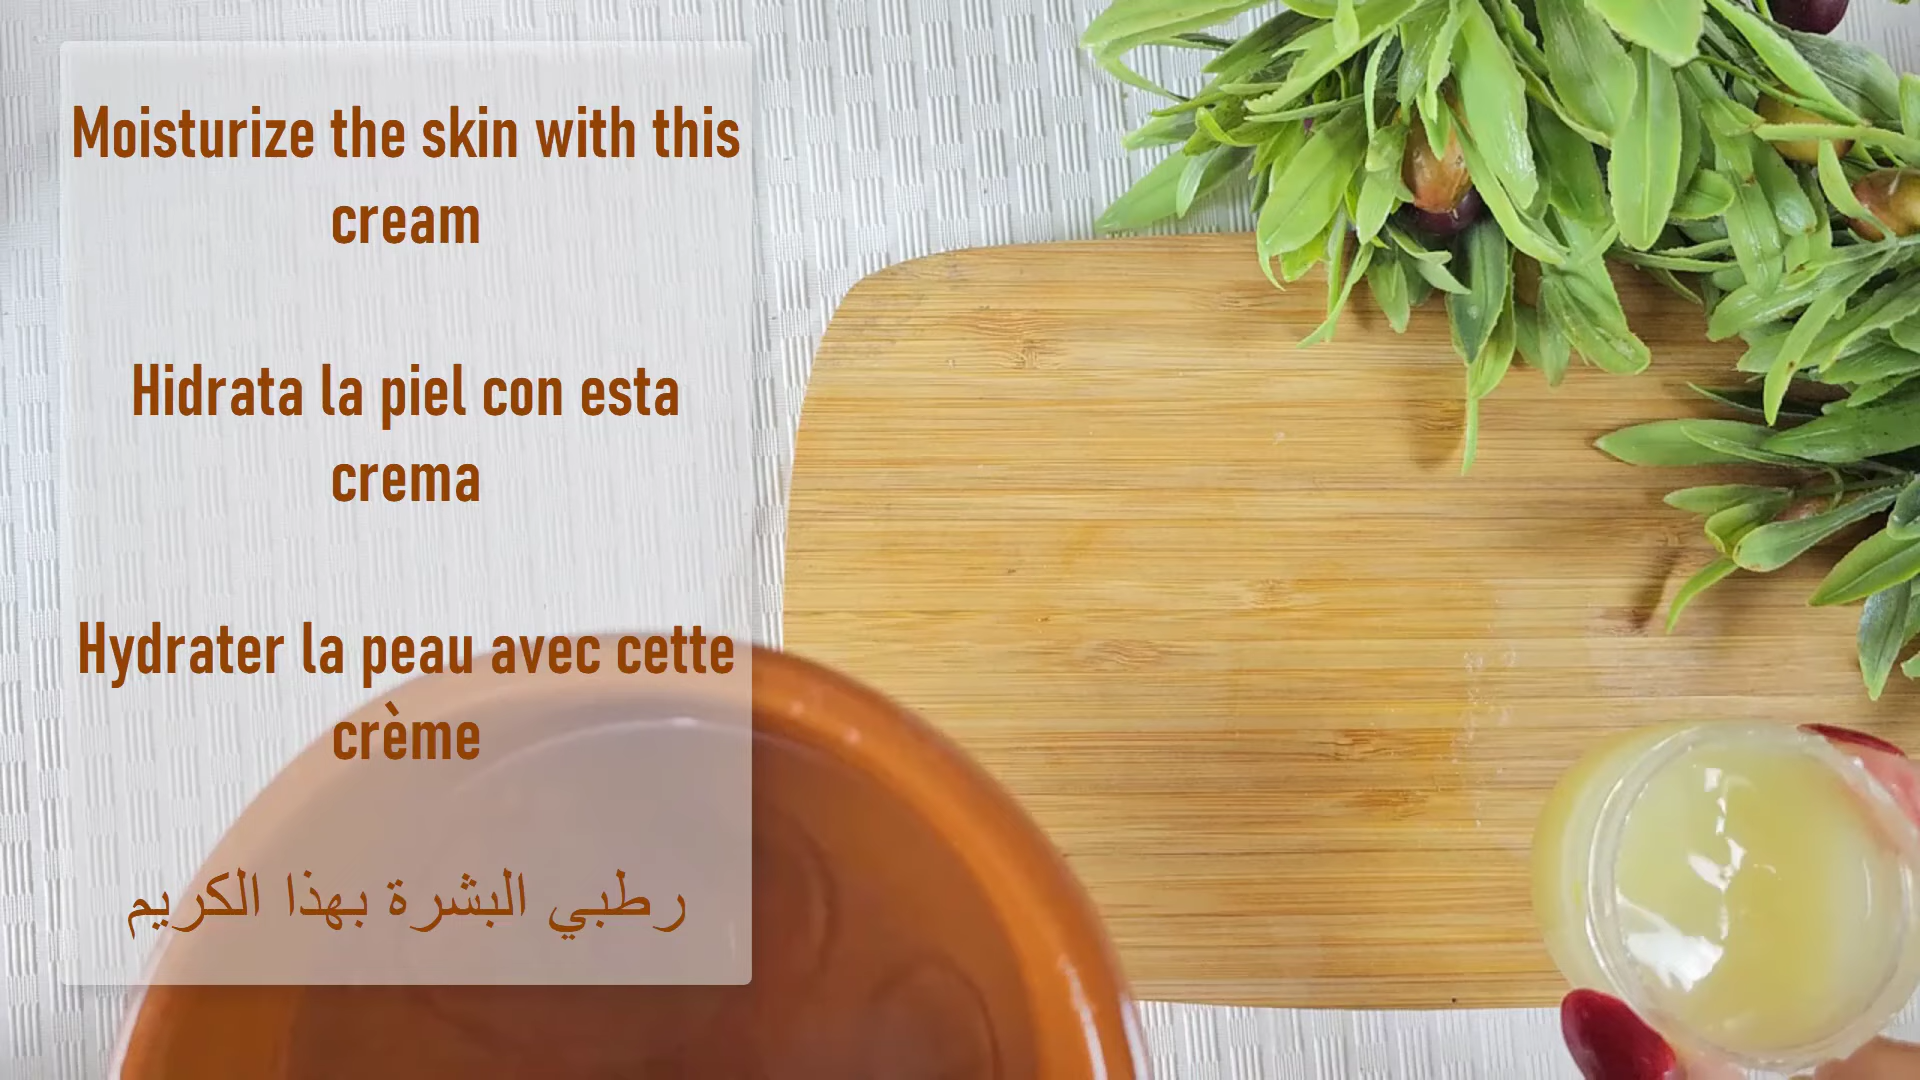 Moisturize the skin with this
cream
Hidrata la piel con esta
crema
Hydrater la peau avec cette
crème
رطبي البشرة بهذا الكريم